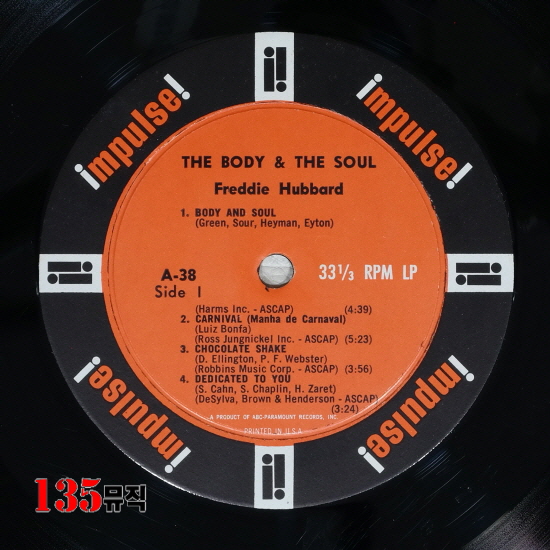 impulse!
impulse!
THE BODY & THE SOUL
Freddie Hubbard
1. BODY AND SOUL
(Green, Sour, Heyman, Eyton)
A-38
33 1/3 RPM LP
Side I
(Harms Inc. - ASCAP) (4:39)
2. CARNIVAL (Manha de Carnaval)
(Luiz Bonfa)
(Ross Jungnickel Inc. - ASCAP) (5:23)
3. CHOCOLATE SHAKE
(D. Ellington, P. F. Webster)
(Robbins Music Corp. - ASCAP) (3:56)
4. DEDICATED TO YOU
(S. Cahn, S. Chaplin, H. Zaret)
(DeSylva, Brown & Henderson - ASCAP)
(3:24)
A PRODUCT OF ABC-PARAMOUNT RECORDS, INC.
PRINTED IN U.S.A.
impulse!
impulse!
i!
i!
i!
i!
135뮤직